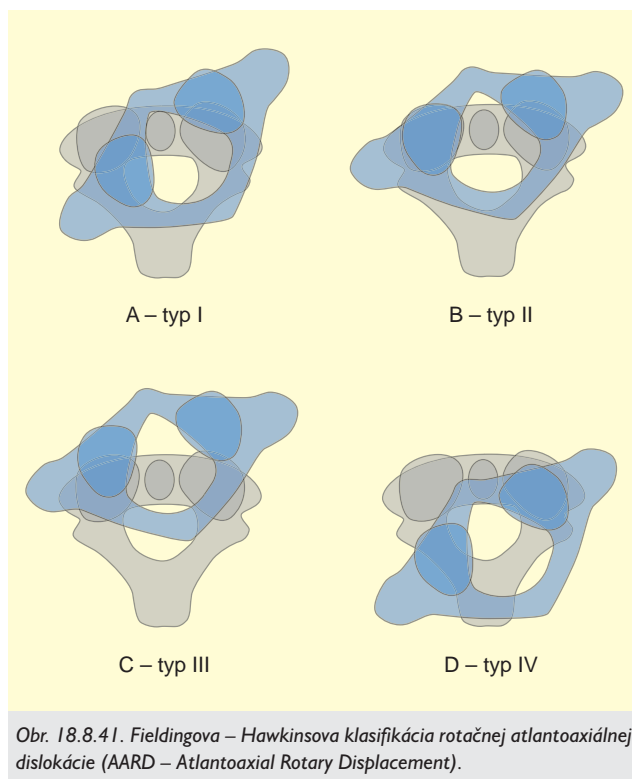 A – typ I
B – typ II
C – typ III
D – typ IV
Obr. 18.8.41. Fieldingova – Hawkinsova klasifikácia rotačnej atlantoaxiálnej
dislokácie (AARD – Atlantoaxial Rotary Displacement).